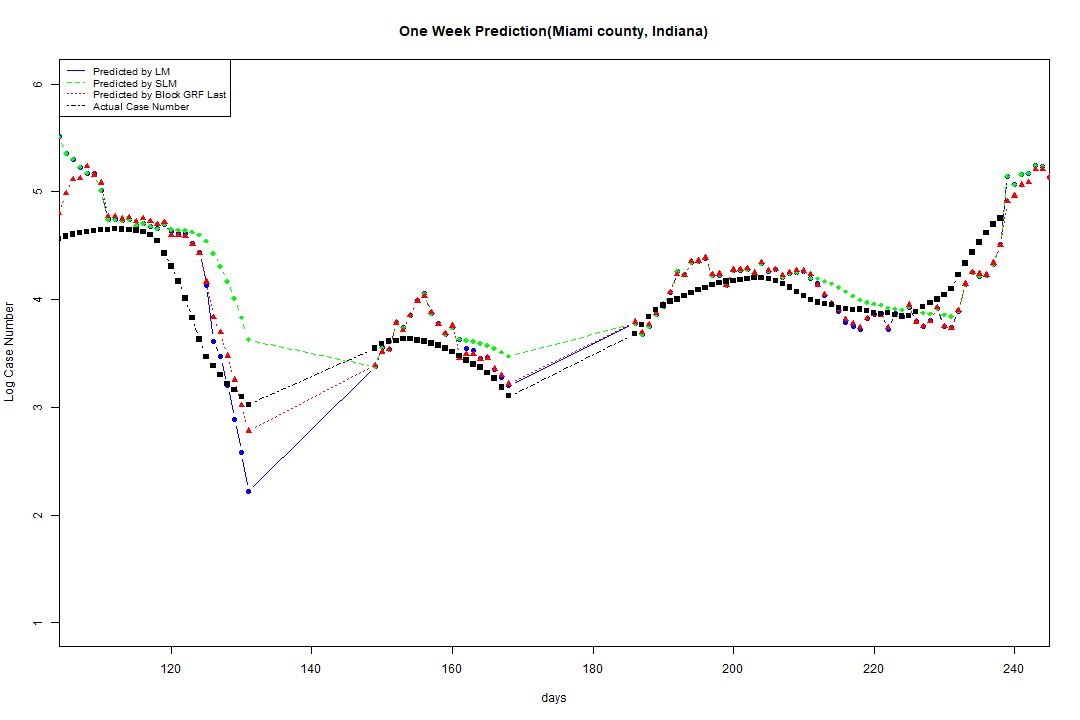 One Week Prediction(Miami county, Indiana)
Predicted by LM
Predicted by SLM
Predicted by Block GRF Last
Actual Case Number
6
5
4
3
2
1
Log Case Number
120 140 160 180 200 220 240
days